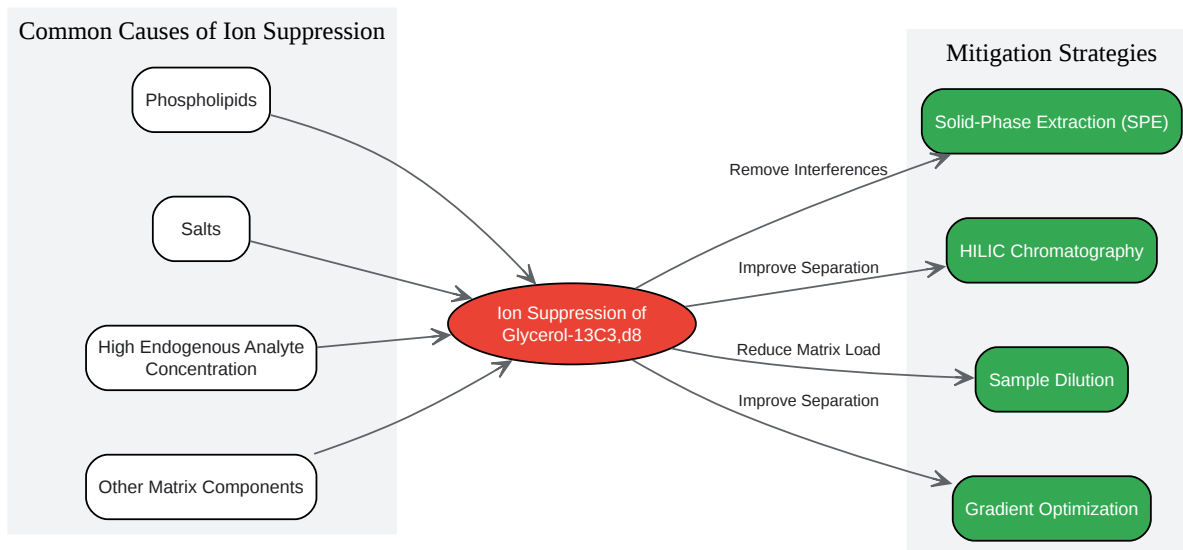 Common Causes of Ion Suppression
Phospholipids
Salts
High Endogenous Analyte
Concentration
Other Matrix Components
Ion Suppression of
Glycerol-13C3,d8
Remove Interferences
Improve Separation
Reduce Matrix Load
Improve Separation
Mitigation Strategies
Solid-Phase Extraction (SPE)
HILIC Chromatography
Sample Dilution
Gradient Optimization